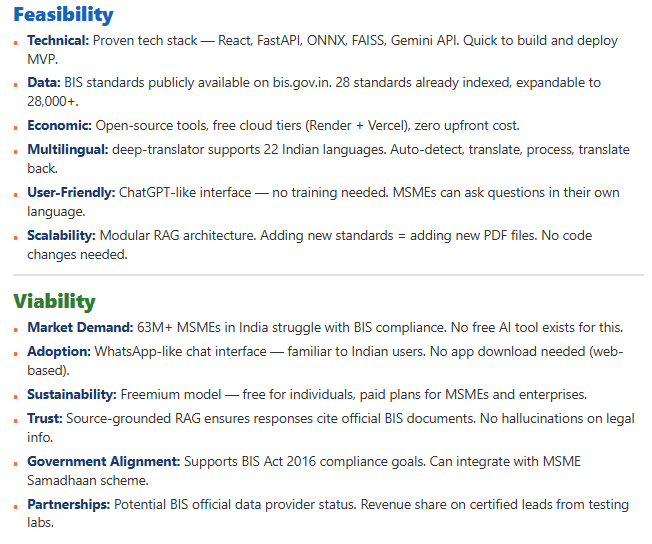 Feasibility
• Technical: Proven tech stack — React, FastAPI, ONNX, FAISS, Gemini API. Quick to build and deploy
MVP.
• Data: BIS standards publicly available on bis.gov.in. 28 standards already indexed, expandable to
28,000+.
• Economic: Open-source tools, free cloud tiers (Render + Vercel), zero upfront cost.
• Multilingual: deep-translator supports 22 Indian languages. Auto-detect, translate, process, translate
back.
• User-Friendly: ChatGPT-like interface — no training needed. MSMEs can ask questions in their own
language.
• Scalability: Modular RAG architecture. Adding new standards = adding new PDF files. No code
changes needed.
Viability
• Market Demand: 63M+ MSMEs in India struggle with BIS compliance. No free AI tool exists for this.
• Adoption: WhatsApp-like chat interface — familiar to Indian users. No app download needed (web-
based).
• Sustainability: Freemium model — free for individuals, paid plans for MSMEs and enterprises.
• Trust: Source-grounded RAG ensures responses cite official BIS documents. No hallucinations on legal
info.
• Government Alignment: Supports BIS Act 2016 compliance goals. Can integrate with MSME
Samadhaan scheme.
• Partnerships: Potential BIS official data provider status. Revenue share on certified leads from testing
labs.